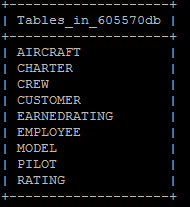 +---------------------+
| Tables_in_605570db |
+---------------------+
| AIRCRAFT |
| CHARTER |
| CREW |
| CUSTOMER |
| EARNEDRATING |
| EMPLOYEE |
| MODEL |
| PILOT |
| RATING |
+---------------------+